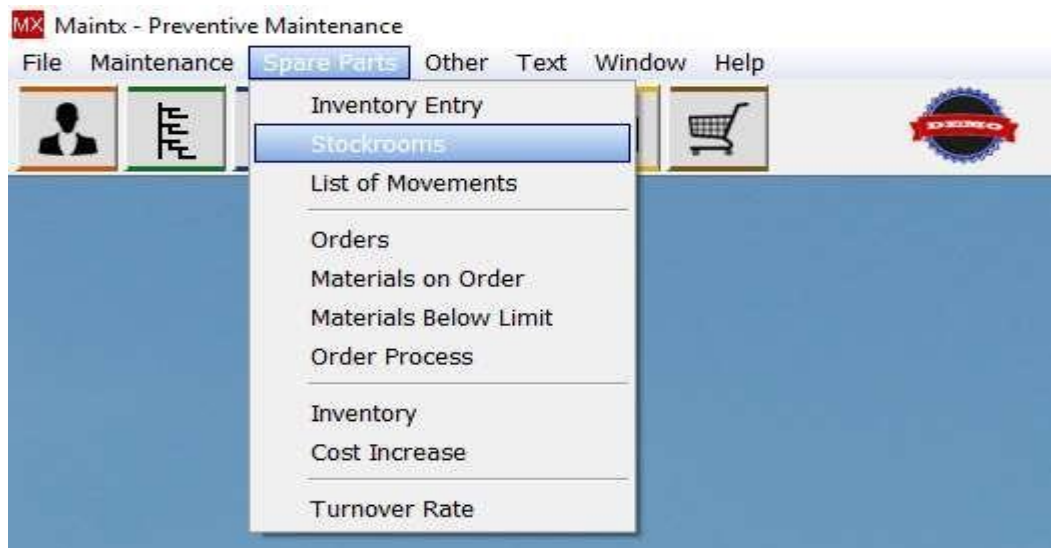 MX Maintx - Preventive Maintenance
File Maintenance Spare Parts Other Text Window Help
DEMO
Inventory Entry
Stockrooms
List of Movements
Orders
Materials on Order
Materials Below Limit
Order Process
Inventory
Cost Increase
Turnover Rate